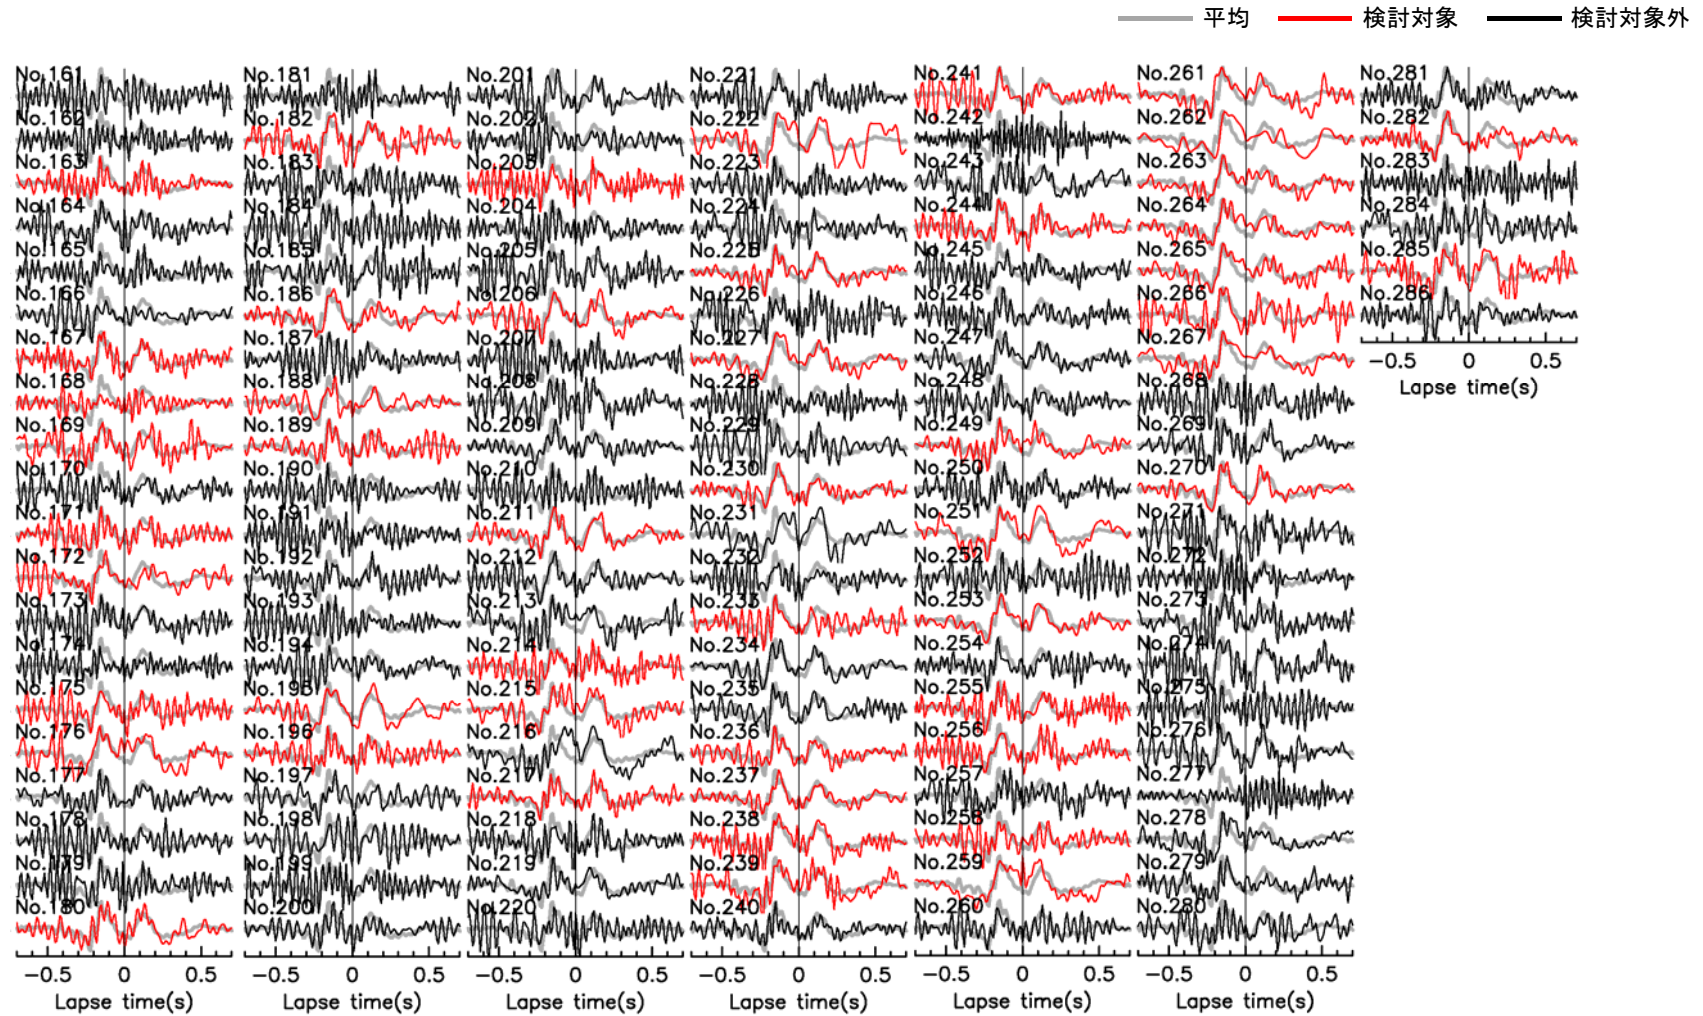 平均 検討対象 検討対象外
No.161 No.181 No.201 No.221 No.241 No.261 No.281
No.162 No.182 No.202 No.222 No.242 No.262 No.282
No.163 No.183 No.203 No.223 No.243 No.263 No.283
No.164 No.184 No.204 No.224 No.244 No.264 No.284
No.165 No.185 No.205 No.225 No.245 No.265 No.285
No.166 No.186 No.206 No.226 No.246 No.266 No.286
No.167 No.187 No.207 No.227 No.247 No.267
−0.5 0 0.5
No.168 No.188 No.208 No.228 No.248 No.268
Lapse time(s)
No.169 No.189 No.209 No.229 No.249 No.269
No.170 No.190 No.210 No.230 No.250 No.270
No.171 No.191 No.211 No.231 No.251 No.271
No.172 No.192 No.212 No.232 No.252 No.272
No.173 No.193 No.213 No.233 No.253 No.273
No.174 No.194 No.214 No.234 No.254 No.274
No.175 No.195 No.215 No.235 No.255 No.275
No.176 No.196 No.216 No.236 No.256 No.276
No.177 No.197 No.217 No.237 No.257 No.277
No.178 No.198 No.218 No.238 No.258 No.278
No.179 No.199 No.219 No.239 No.259 No.279
No.180 No.200 No.220 No.240 No.260 No.280
−0.5 0 0.5 −0.5 0 0.5 −0.5 0 0.5 −0.5 0 0.5 −0.5 0 0.5 −0.5 0 0.5
Lapse time(s) Lapse time(s) Lapse time(s) Lapse time(s) Lapse time(s) Lapse time(s)